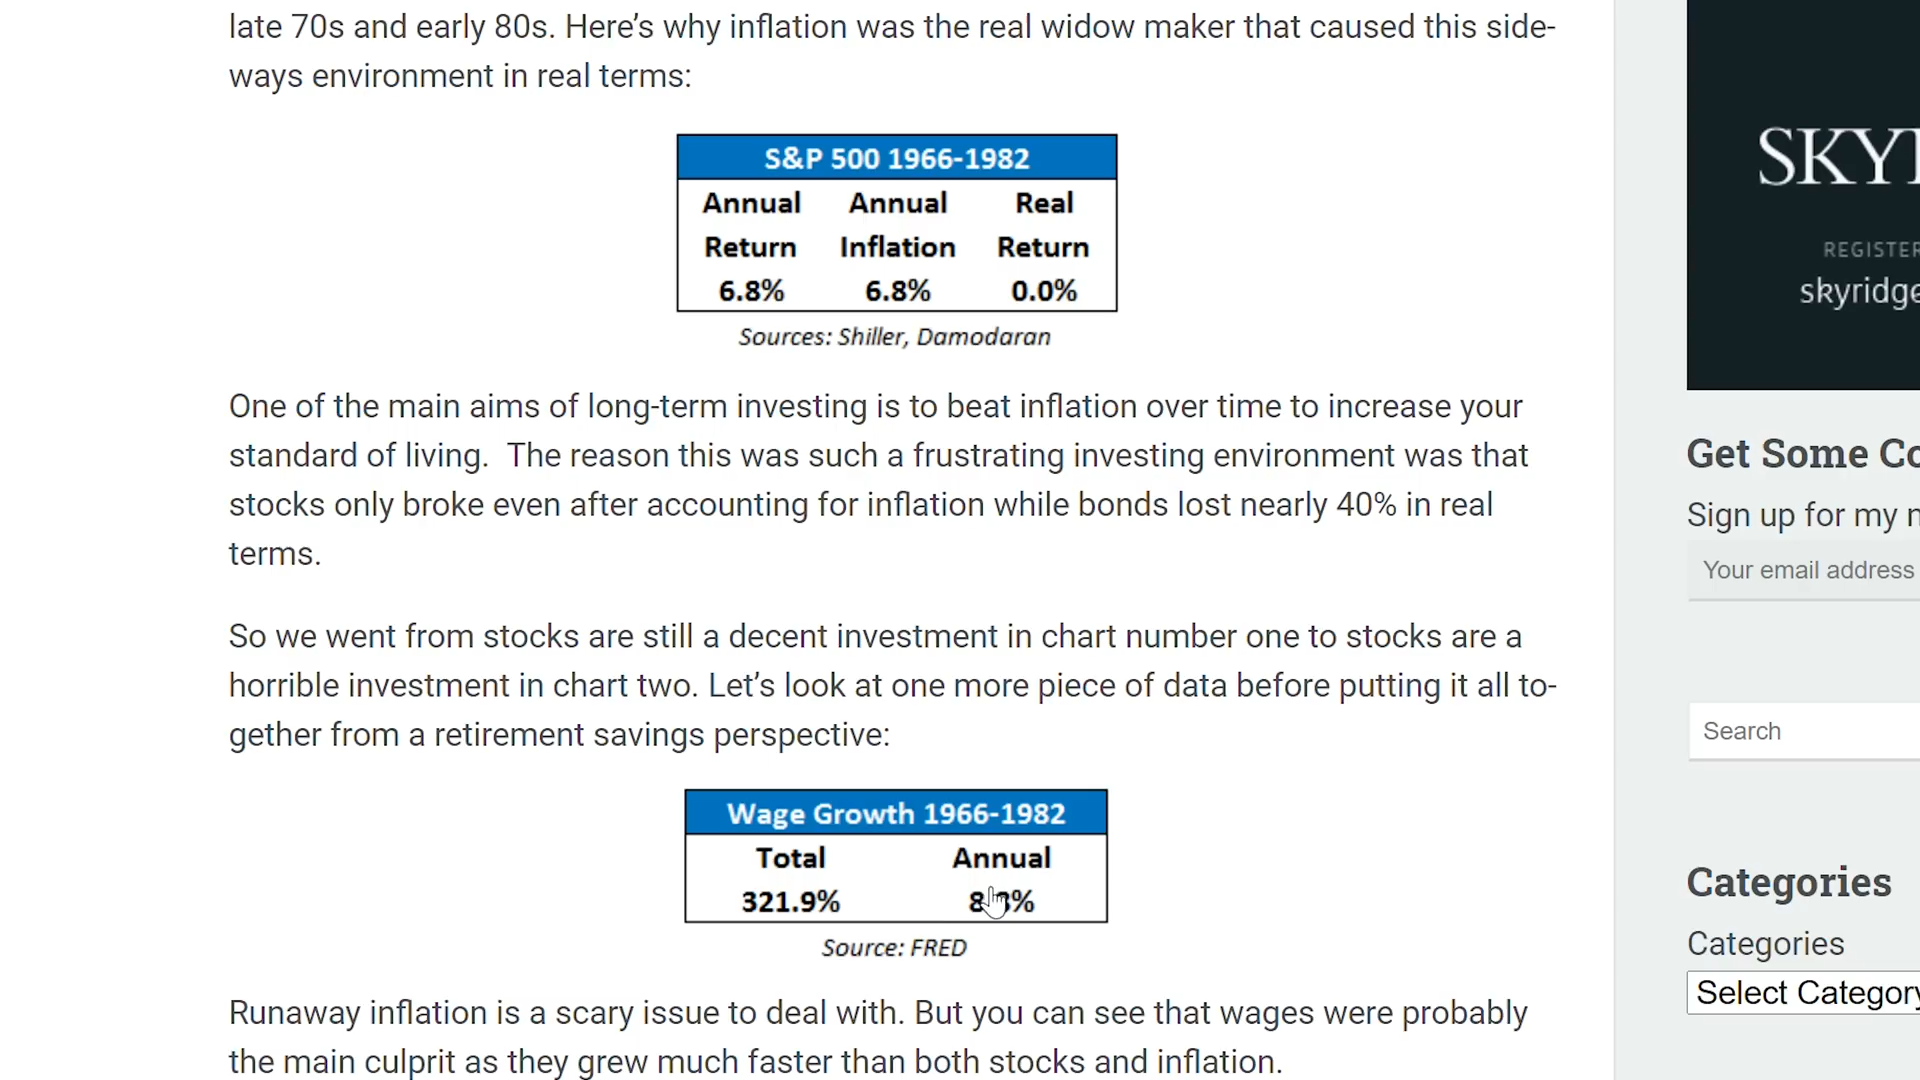 late 70s and early 80s. Here’s why inflation was the real widow maker that caused this side-
ways environment in real terms:
S&P 500 1966-1982
Annual Annual Real
Return Inflation Return
6.8% 6.8% 0.0%
Sources: Shiller, Damodaran
One of the main aims of long-term investing is to beat inflation over time to increase your
standard of living.  The reason this was such a frustrating investing environment was that
stocks only broke even after accounting for inflation while bonds lost nearly 40% in real
terms.
So we went from stocks are still a decent investment in chart number one to stocks are a
horrible investment in chart two. Let’s look at one more piece of data before putting it all to-
gether from a retirement savings perspective:
Wage Growth 1966-1982
Total Annual
321.9%
Source: FRED
Runaway inflation is a scary issue to deal with. But you can see that wages were probably
the main culprit as they grew much faster than both stocks and inflation.
SKY
REGISTER
skyridge
Get Some Co
Sign up for my
Your email address
Search
Categories
Categories
Select Category